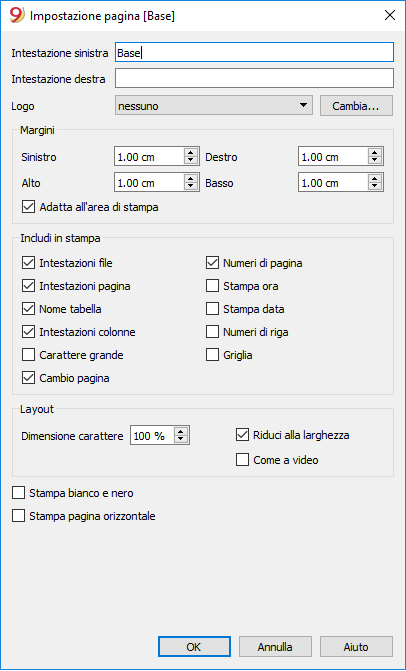 9 Impostazione pagina [Base]
Intestazione sinistra Base
Intestazione destra
Logo nessuno Cambia...
Margini
Sinistro 1.00 cm Destro 1.00 cm
Alto 1.00 cm Basso 1.00 cm
Adatta all'area di stampa
Includi in stampa
Intestazioni file Numeri di pagina
Intestazioni pagina Stampa ora
Nome tabella Stampa data
Intestazioni colonne Numeri di riga
Carattere grande Griglia
Cambio pagina
Layout
Dimensione carattere 100 % Riduci alla larghezza
Come a video
Stampa bianco e nero
Stampa pagina orizzontale
OK Annulla Aiuto